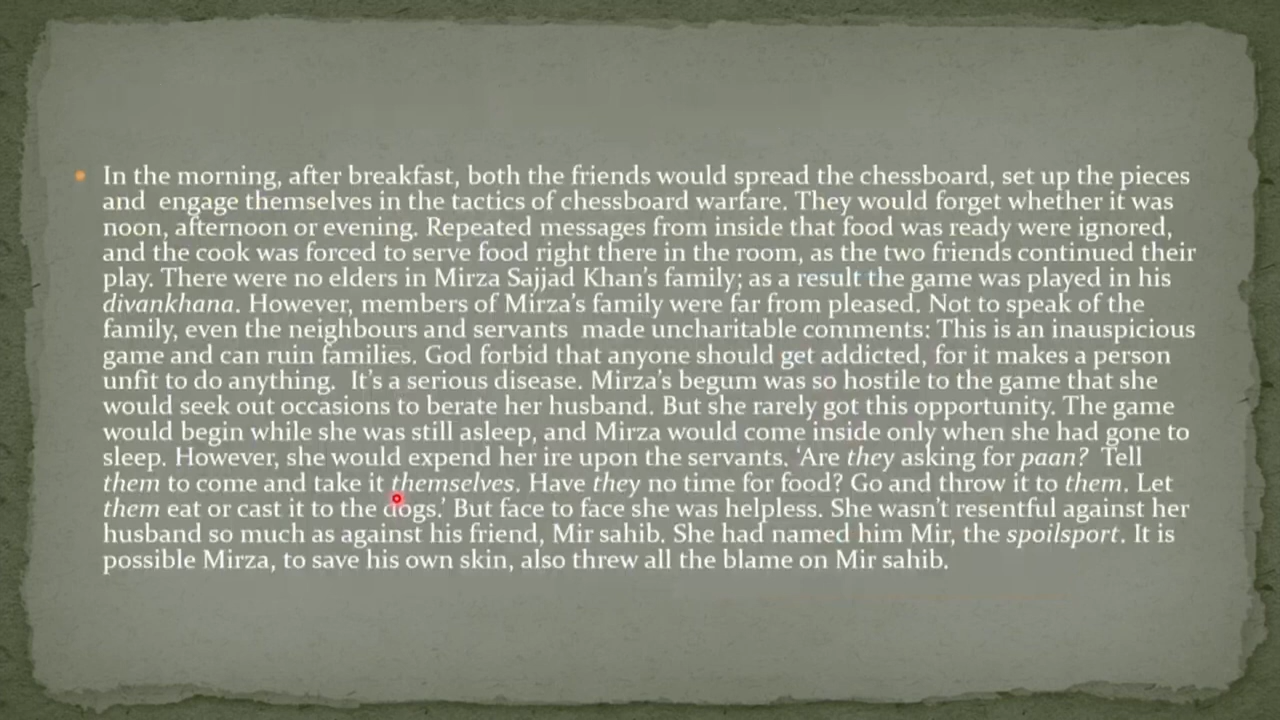 In the morning, after breakfast, both the friends would spread the chessboard, set up the pieces
and engage themselves in the tactics of chessboard warfare. They would forget whether it was
noon, afternoon or evening. Repeated messages from inside that food was ready were ignored,
and the cook was forced to serve food right there in the room, as the two friends continued their
play. There were no elders in Mirza Sajjad Khan's family; as a result the game was played in his
divankhana. However, members of Mirza's family were far from pleased. Not to speak of the
family, even the neighbours and servants made uncharitable comments: This is an inauspicious
game and can ruin families. God forbid that anyone should get addicted, for it makes a person
unfit to do anything. It's a serious disease. Mirza's begum was so hostile to the game that she
would seek out occasions to berate her husband. But she rarely got this opportunity. The game
would begin while she was still asleep, and Mirza would come inside only when she had gone to
sleep. However, she would expend her ire upon the servants. 'Are they asking for paan? Tell
them to come and take it themselves. Have they no time for food? Go and throw it to them. Let
them eat or cast it to the dogs.' But face to face she was helpless. She wasn't resentful against her
husband so much as against his friend, Mir sahib. She had named him Mir, the spoilsport. It is
possible Mirza, to save his own skin, also threw all the blame on Mir sahib.